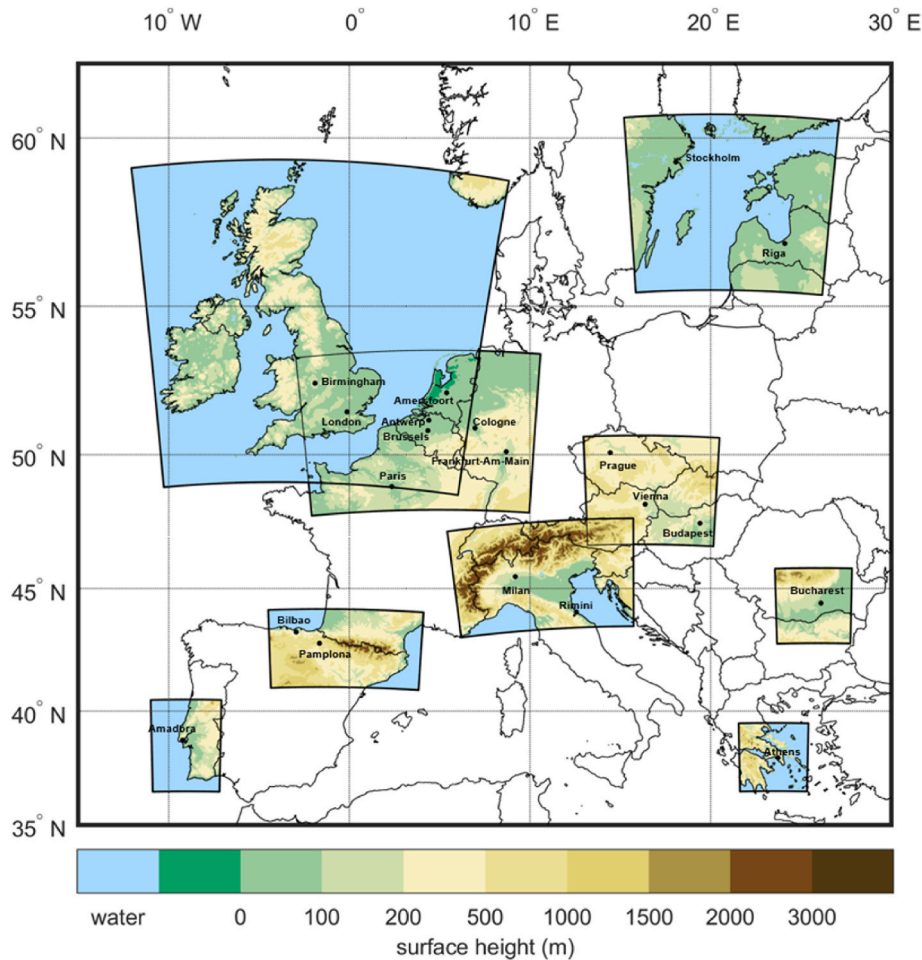 10° W 0° 10° E 20° E 30° E
60° N
Stockholm
Riga
55° N
Birmingham
Amersfoort
London
Antwerp
Cologne
Brussels
50° N
Frankfurt-Am-Main
Prague
Paris
Vienna
Budapest
45° N
Milan
Bucharest
Rimini
Bilbao
Pamplona
40° N
Amadora
Athens
35° N
water 0 100 200 500 1000 1500 2000 3000
surface height (m)